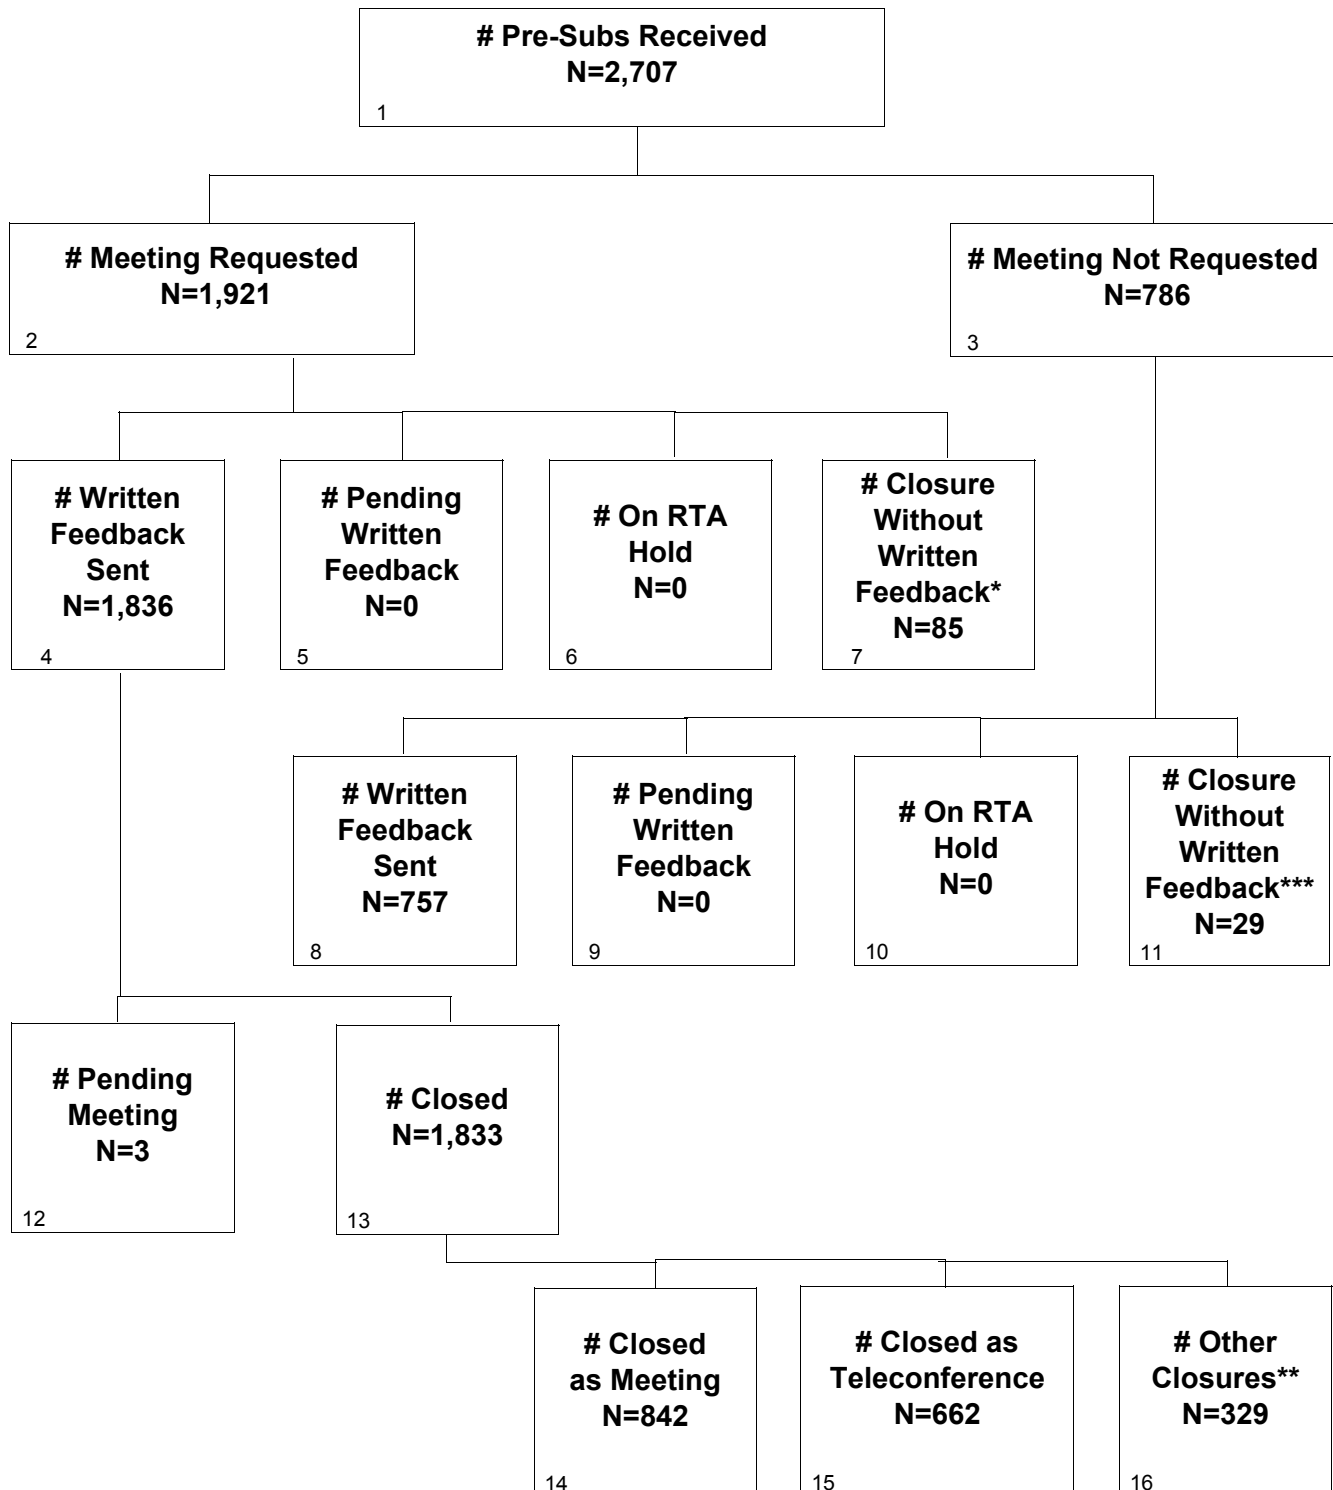 # Pre-Subs Received
N=2,707
1
# Meeting Requested
N=1,921
2
# Meeting Not Requested
N=786
3
# Written
Feedback
Sent
N=1,836
4
# Pending
Written
Feedback
N=0
5
# On RTA
Hold
N=0
6
# Closure
Without
Written
Feedback*
N=85
7
# Written
Feedback
Sent
N=757
8
# Pending
Written
Feedback
N=0
9
# On RTA
Hold
N=0
10
# Closure
Without
Written
Feedback***
N=29
11
# Pending
Meeting
N=3
12
# Closed
N=1,833
13
# Closed
as Meeting
N=842
14
# Closed as
Teleconference
N=662
15
# Other
Closures**
N=329
16